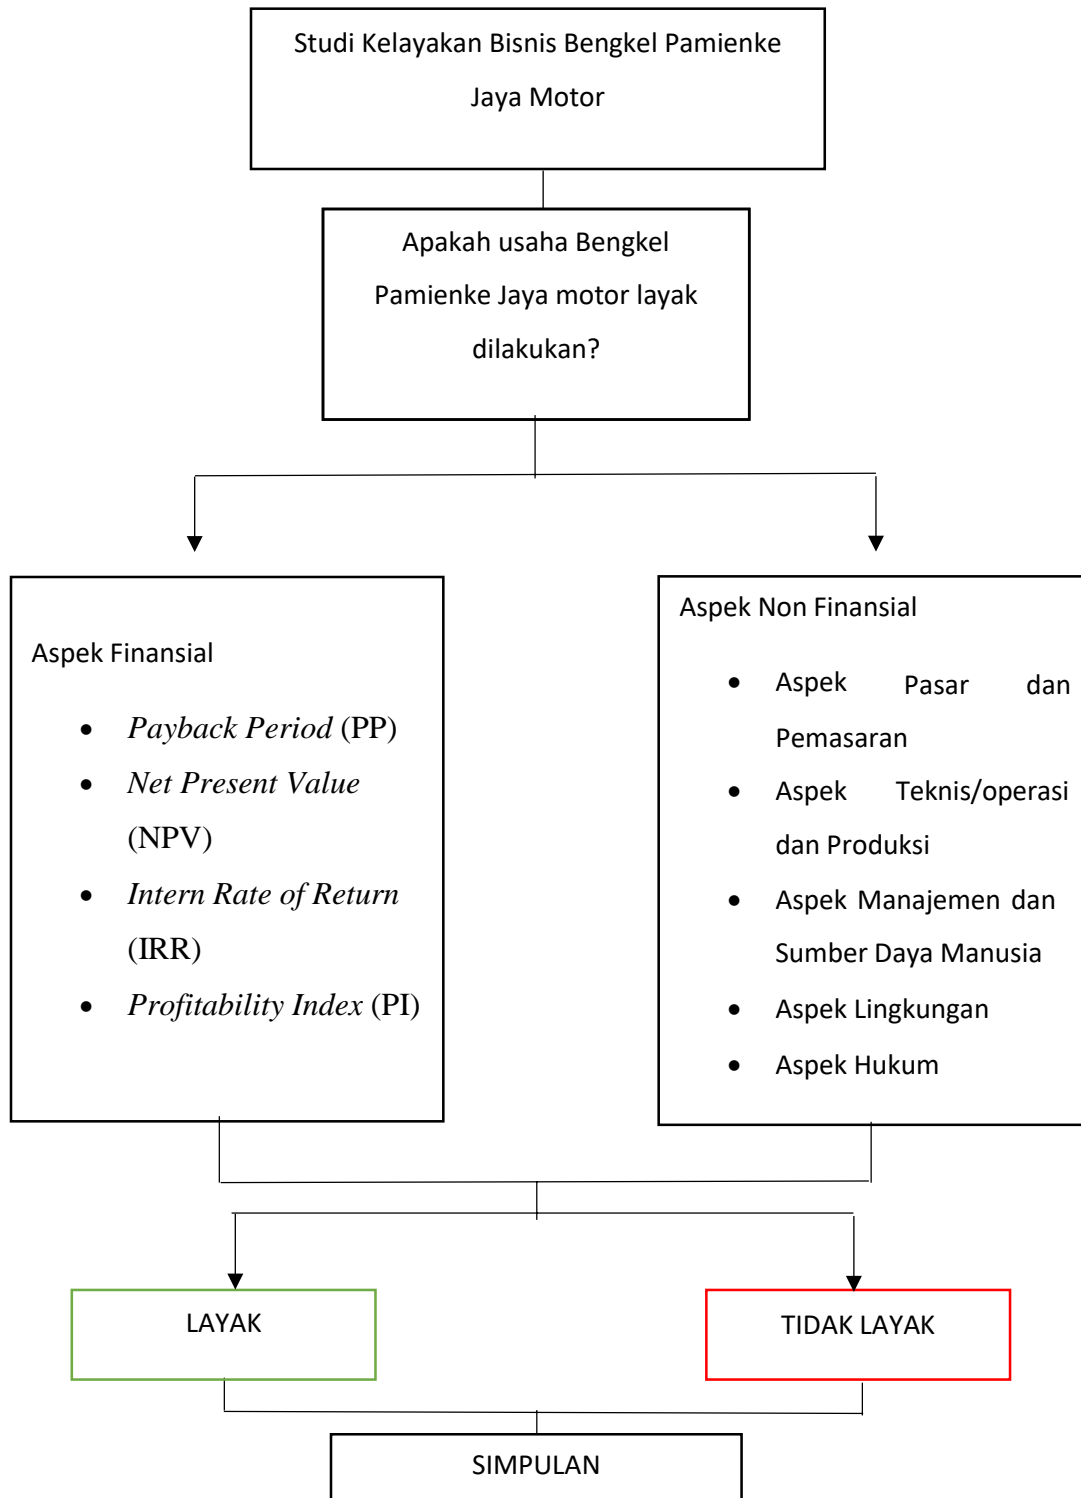 Studi Kelayakan Bisnis Bengkel Pamienke
Jaya Motor
Apakah usaha Bengkel
Pamienke Jaya motor layak
dilakukan?
Aspek Finansial
• Payback Period (PP)
• Net Present Value
(NPV)
• Intern Rate of Return
(IRR)
• Profitability Index (PI)
Aspek Non Finansial
• Aspek Pasar dan
Pemasaran
• Aspek Teknis/operasi
dan Produksi
• Aspek Manajemen dan
Sumber Daya Manusia
• Aspek Lingkungan
• Aspek Hukum
LAYAK
TIDAK LAYAK
SIMPULAN